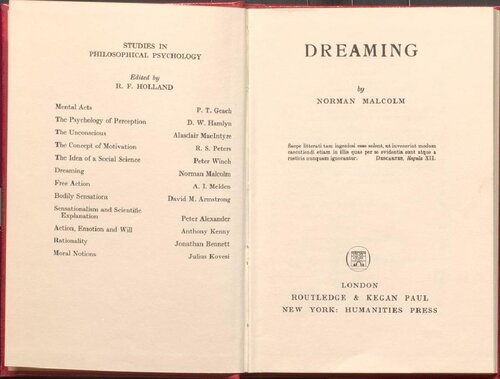 STUDIES IN
PHILOSOPHICAL PSYCHOLOGY
Edited by
R. F. HOLLAND
Mental Acts P. T. Geach
The Psychology of Perception D. W. Hamlyn
The Unconscious Alasdair MacIntyre
The Concept of Motivation R. S. Peters
The Idea of a Social Science Peter Winch
Dreaming Norman Malcolm
Free Action A. I. Melden
Bodily Sensations David M. Armstrong
Sensationalism and Scientific
Explanation Peter Alexander
Action, Emotion and Will Anthony Kenny
Rationality Jonathan Bennett
Moral Notions Julius Kovesi
DREAMING
by
NORMAN MALCOLM
Saepe litterati tam ingeniosi esse solent, ut invenerint modum
caecutiendi etiam in illis quae per se evidentia sunt atque a
rusticis nunquam ignorantur. DESCARTES, Regula XII.
LONDON
ROUTLEDGE & KEGAN PAUL
NEW YORK: HUMANITIES PRESS